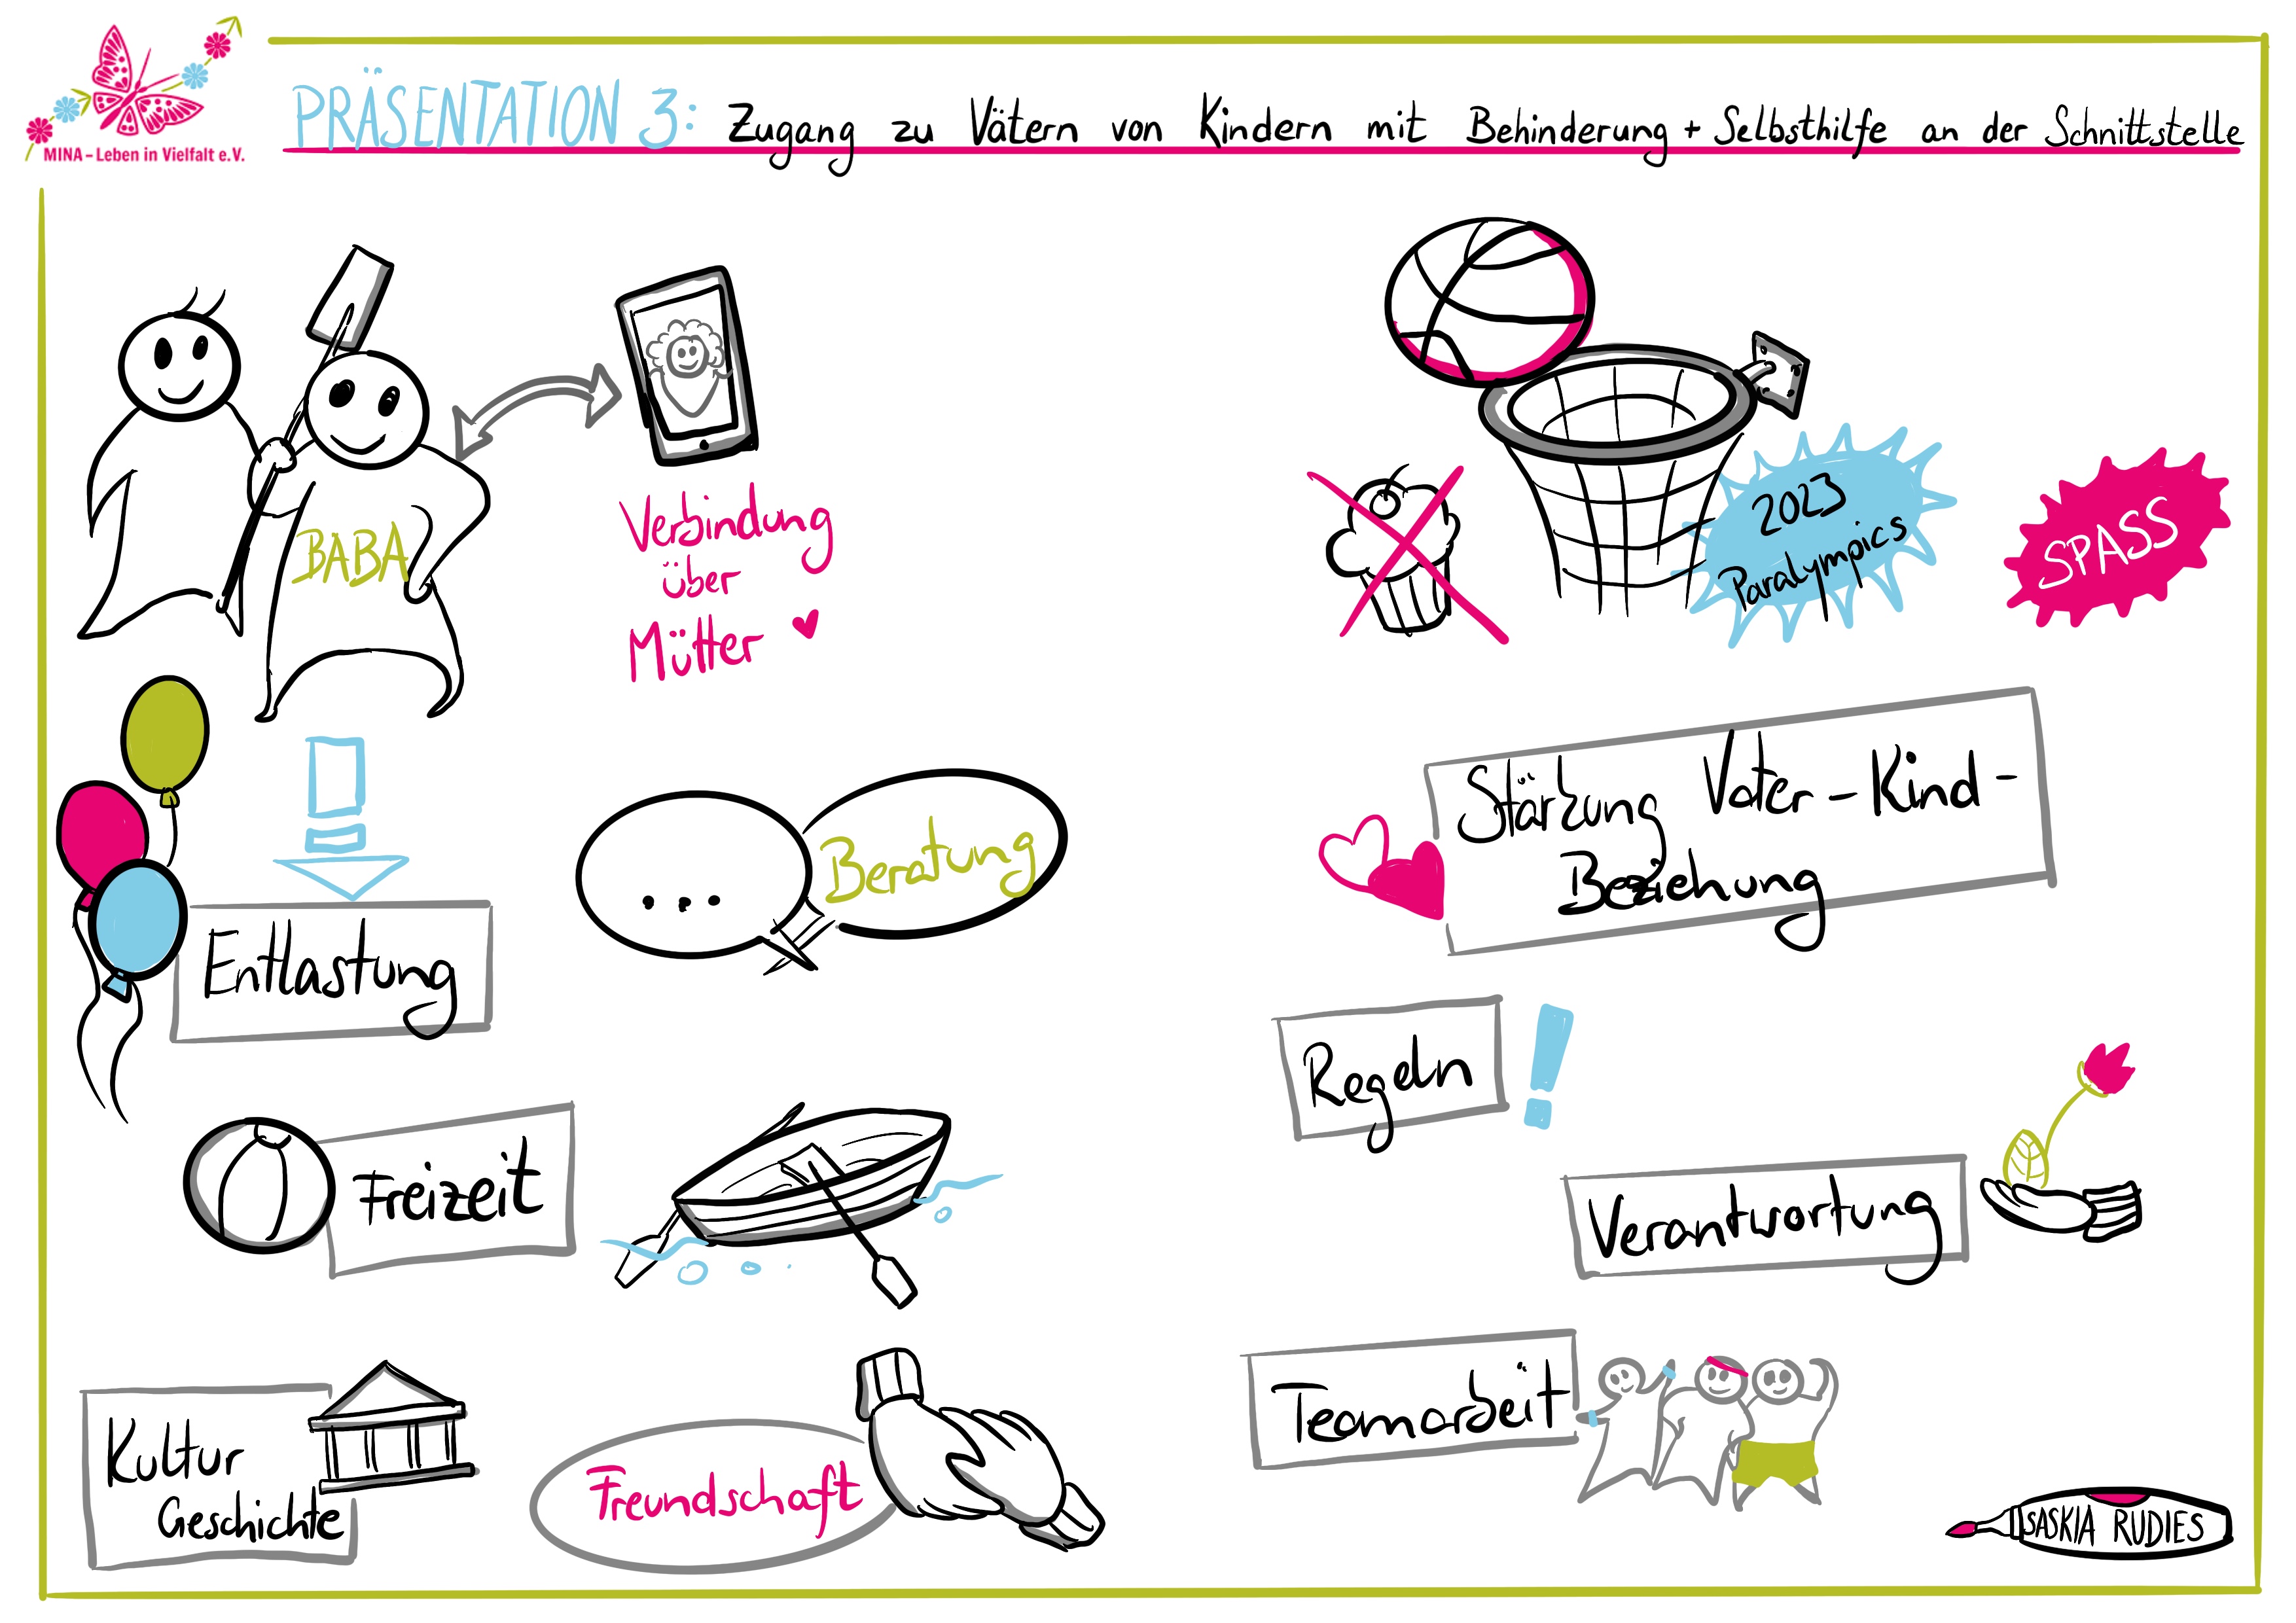 MINA – Leben in Vielfalt e.V.
PRÄSENTATION 3: Zugang zu Vätern von Kindern mit Behinderung + Selbsthilfe an der Schnittstelle
BABA
Verbindung
über
Mütter
2023
Paralympics
SPASS
Entlastung
...
Beratung
Stärkung Vater-Kind-
Beziehung
Regeln
!
Freizeit
Verantwortung
Kultur
Geschichte
Freundschaft
Teamarbeit
SASKIA RUDIES